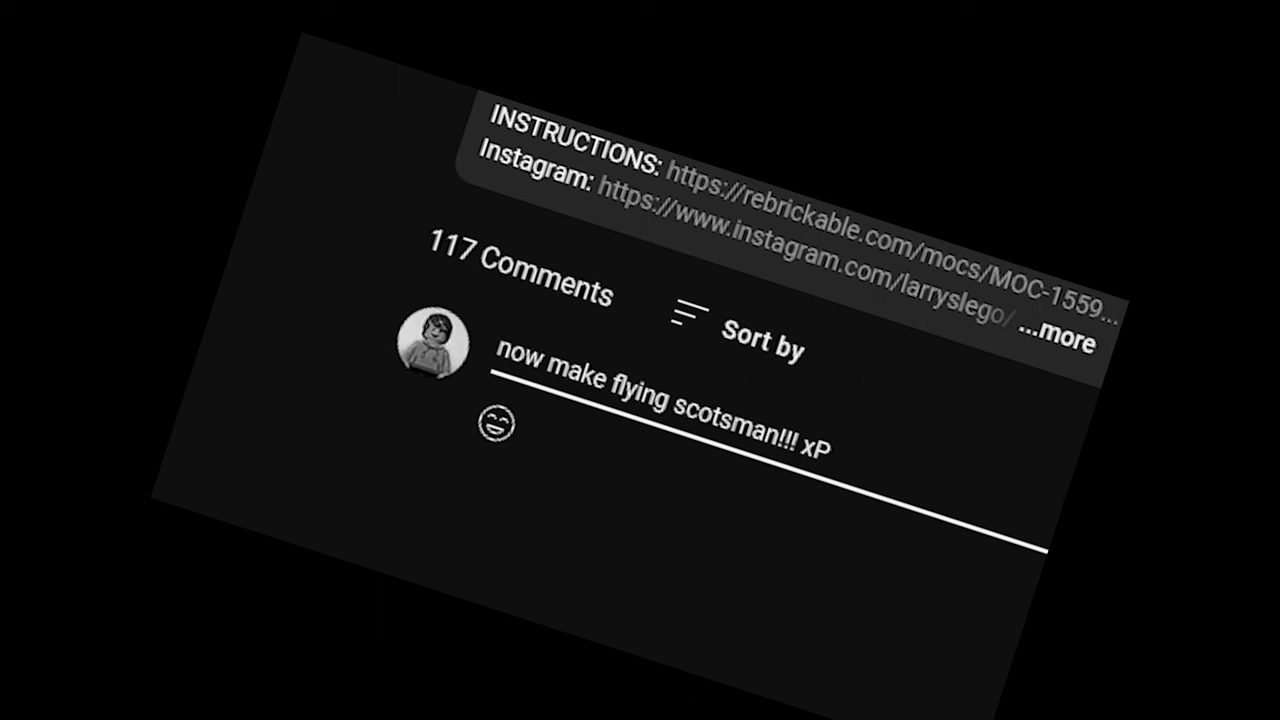 INSTRUCTIONS: https://rebrickable.com/mocs/MOC-1559...
Instagram: https://www.instagram.com/larryslego/ ...more
117 Comments Sort by
now make flying scotsman!!! xP